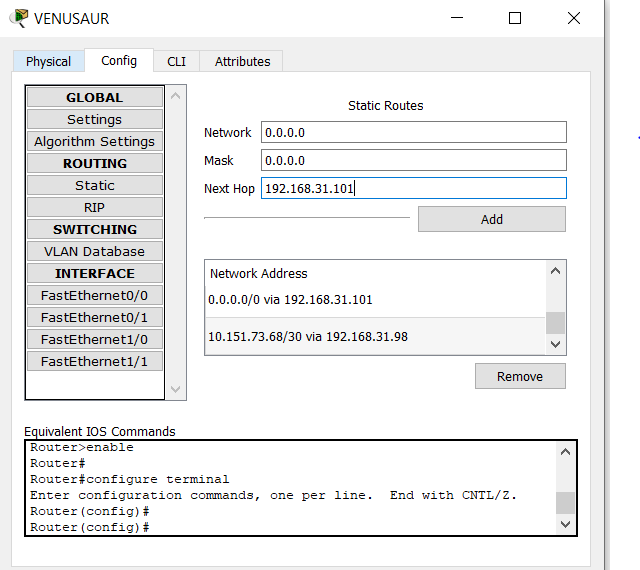 VENUSAUR
Physical Config CLI Attributes
GLOBAL
Settings
Algorithm Settings
ROUTING
Static
RIP
SWITCHING
VLAN Database
INTERFACE
FastEthernet0/0
FastEthernet0/1
FastEthernet1/0
FastEthernet1/1
Static Routes
Network 0.0.0.0
Mask 0.0.0.0
Next Hop 192.168.31.101
Add
Network Address
0.0.0.0/0 via 192.168.31.101
10.151.73.68/30 via 192.168.31.98
Remove
Equivalent IOS Commands
Router>enable
Router#
Router#configure terminal
Enter configuration commands, one per line. End with CNTL/Z.
Router(config)#
Router(config)#